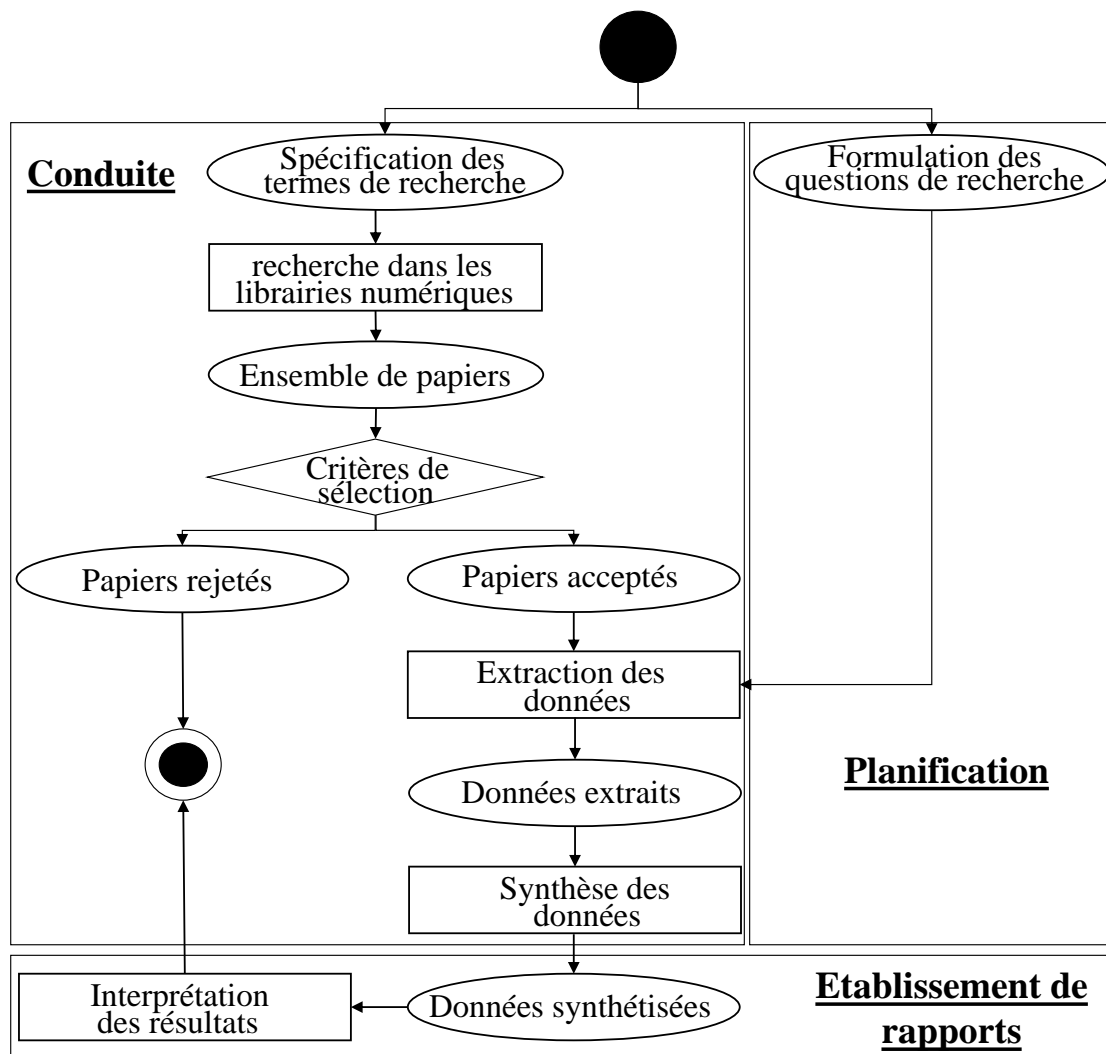 Conduite
Spécification des
termes de recherche
Formulation des
questions de recherche
recherche dans les
librairies numériques
Ensemble de papiers
Critères de
sélection
Papiers rejetés
Papiers acceptés
Extraction des
données
Planification
Données extraits
Synthèse des
données
Interprétation
des résultats
Données synthétisées
Etablissement de
rapports